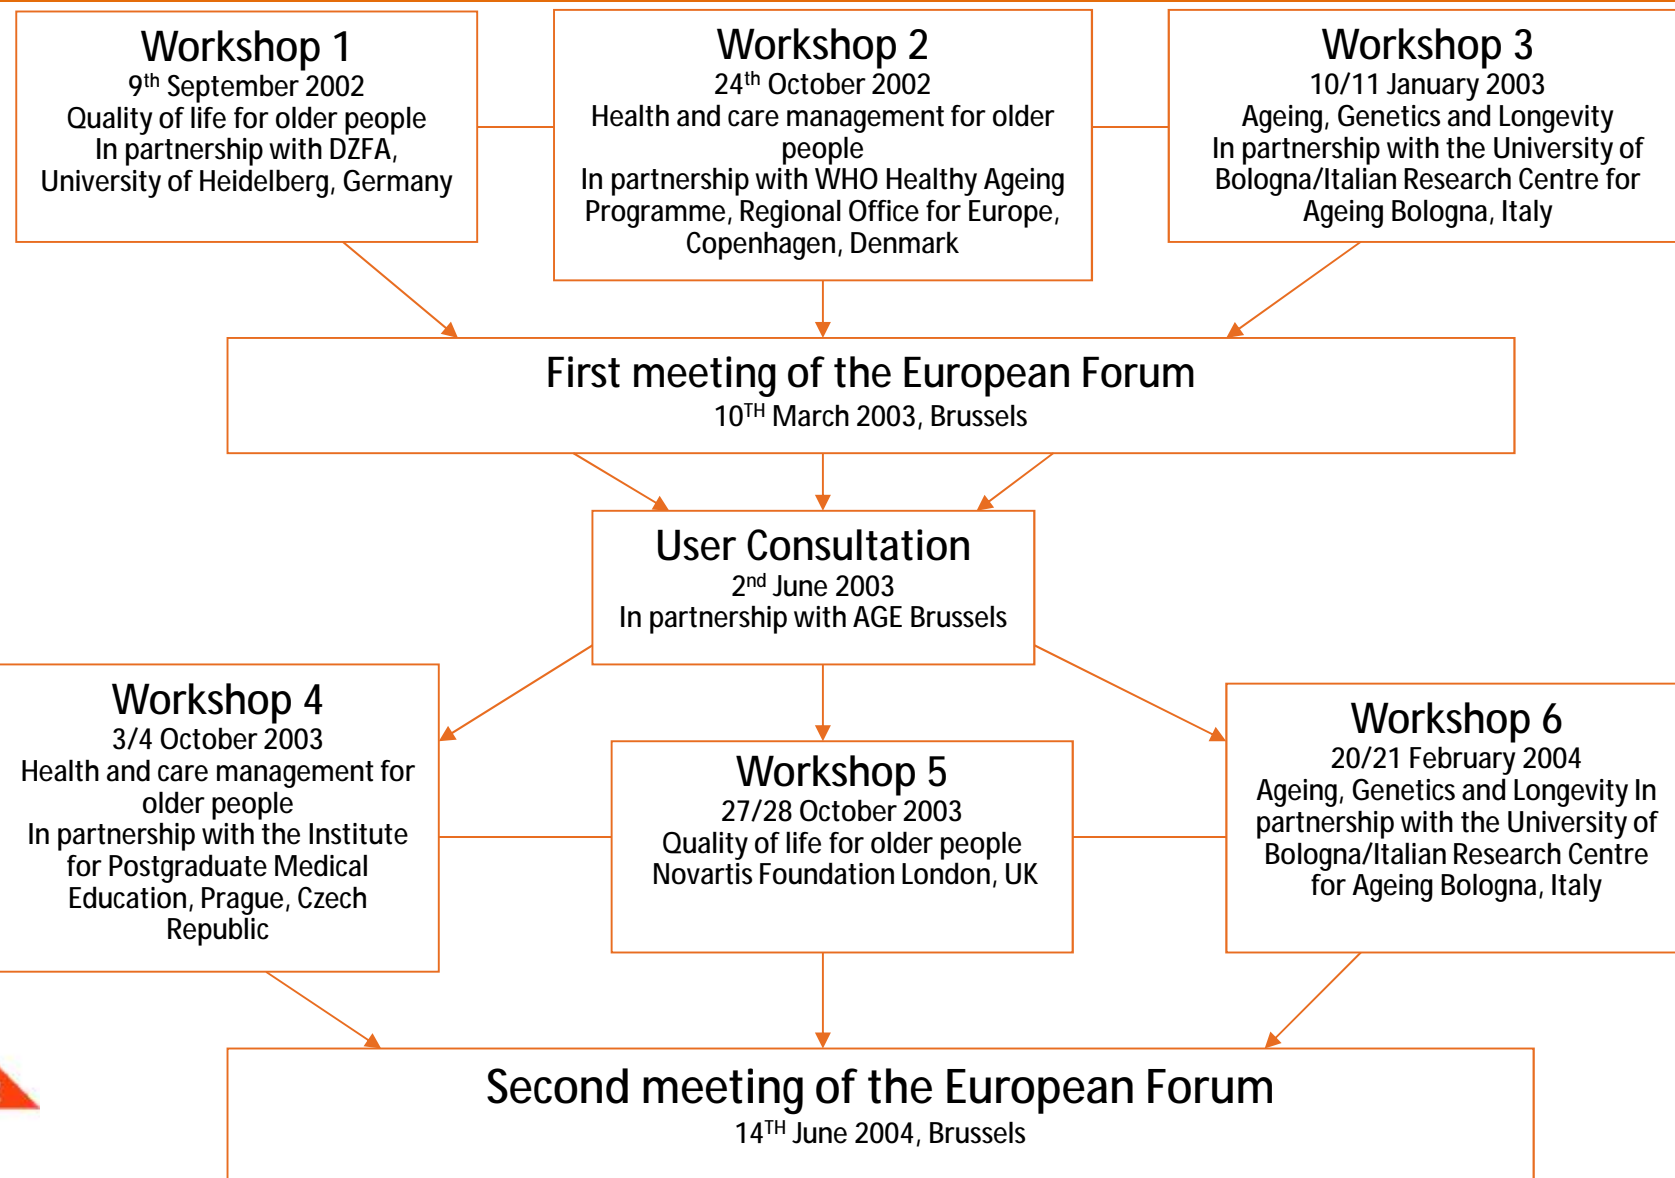 Workshop 1
9th September 2002
Quality of life for older people
In partnership with DZFA,
University of Heidelberg, Germany
Workshop 2
24th October 2002
Health and care management for older
people
In partnership with WHO Healthy Ageing
Programme, Regional Office for Europe,
Copenhagen, Denmark
Workshop 3
10/11 January 2003
Ageing, Genetics and Longevity
In partnership with the University of
Bologna/Italian Research Centre for
Ageing Bologna, Italy
First meeting of the European Forum
10TH March 2003, Brussels
User Consultation
2nd June 2003
In partnership with AGE Brussels
Workshop 4
3/4 October 2003
Health and care management for
older people
In partnership with the Institute
for Postgraduate Medical
Education, Prague, Czech
Republic
Workshop 5
27/28 October 2003
Quality of life for older people
Novartis Foundation London, UK
Workshop 6
20/21 February 2004
Ageing, Genetics and Longevity In
partnership with the University of
Bologna/Italian Research Centre
for Ageing Bologna, Italy
Second meeting of the European Forum
14TH June 2004, Brussels